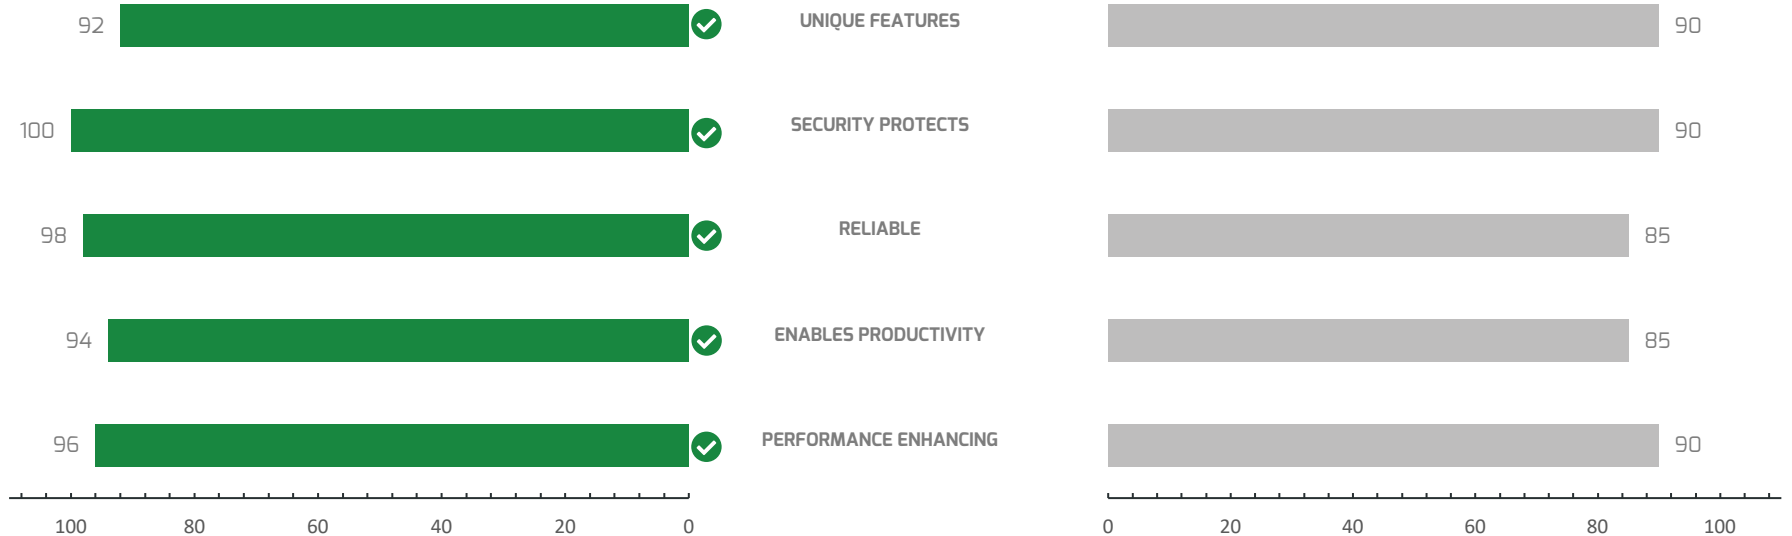 92 UNIQUE FEATURES 90
100 SECURITY PROTECTS 90
98 RELIABLE 85
94 ENABLES PRODUCTIVITY 85
96 PERFORMANCE ENHANCING 90
100 80 60 40 20 0 0 20 40 60 80 100